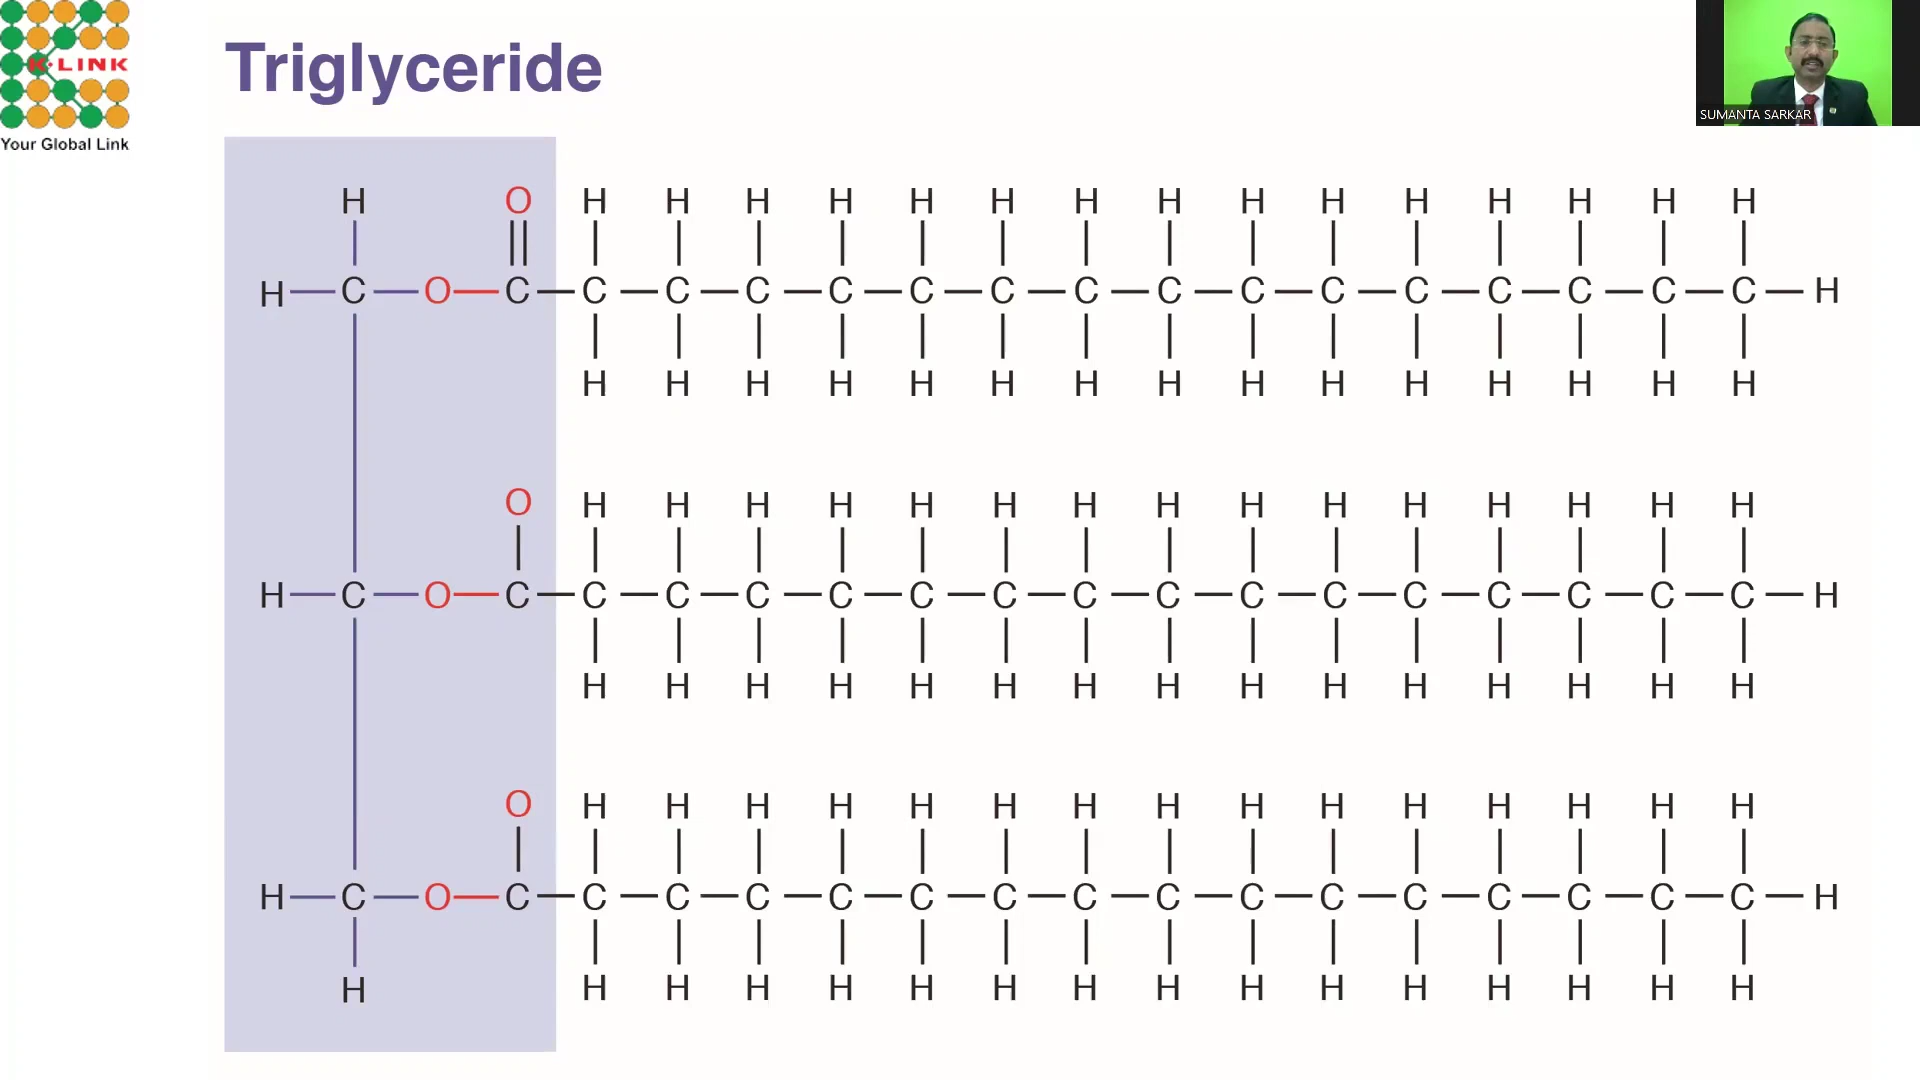 K-LINK
Your Global Link
Triglyceride
SUMANTA SARKAR
H O H H H H H H H H H H H H H H H
H C O C C C C C C C C C C C C C C C C H
H H H H H H H H H H H H H H H
O H H H H H H H H H H H H H H H
H C O C C C C C C C C C C C C C C C C H
H H H H H H H H H H H H H H H
O H H H H H H H H H H H H H H H
H C O C C C C C C C C C C C C C C C C H
H H H H H H H H H H H H H H H H